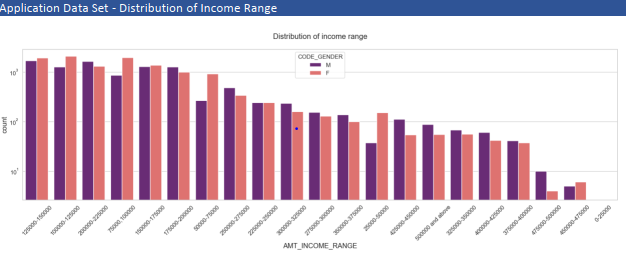 Application Data Set - Distribution of Income Range
Distribution of income range
CODE_GENDER
M
F
count
10³
10²
10¹
125000-150000
100000-125000
200000-225000
75000-100000
150000-175000
175000-200000
50000-75000
250000-275000
225000-250000
300000-325000
275000-300000
350000-375000
25000-50000
425000-450000
500000 and above
325000-350000
400000-425000
375000-400000
475000-500000
450000-475000
0-25000
AMT_INCOME_RANGE